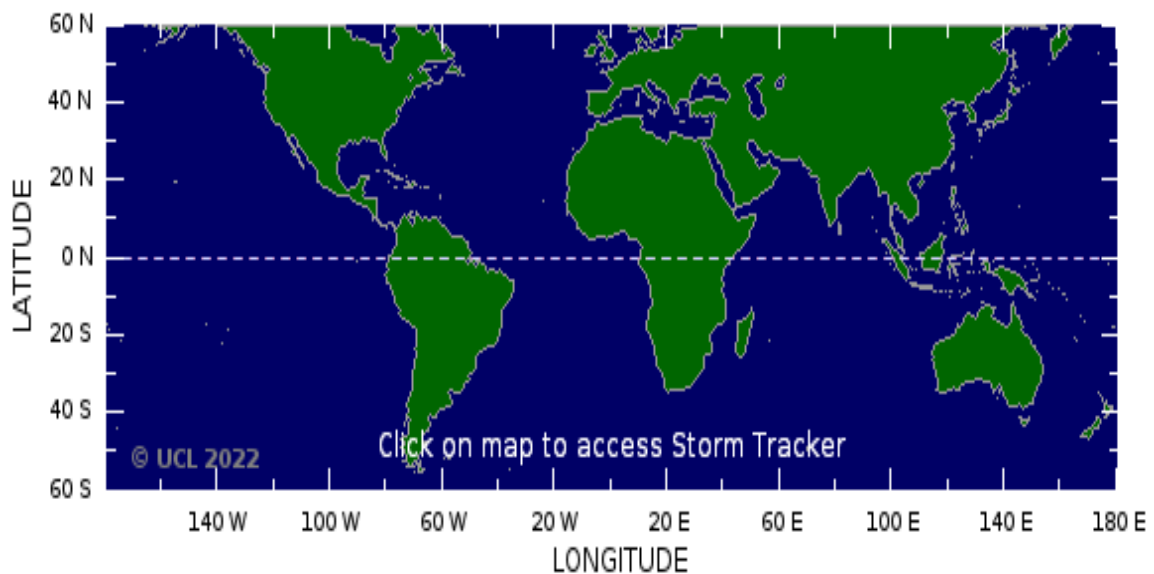 60 N
40 N
20 N
0 N
20 S
40 S
60 S
LATITUDE
Click on map to access Storm Tracker
© UCL 2022
140 W 100 W 60 W 20 W 20 E 60 E 100 E 140 E 180 E
LONGITUDE